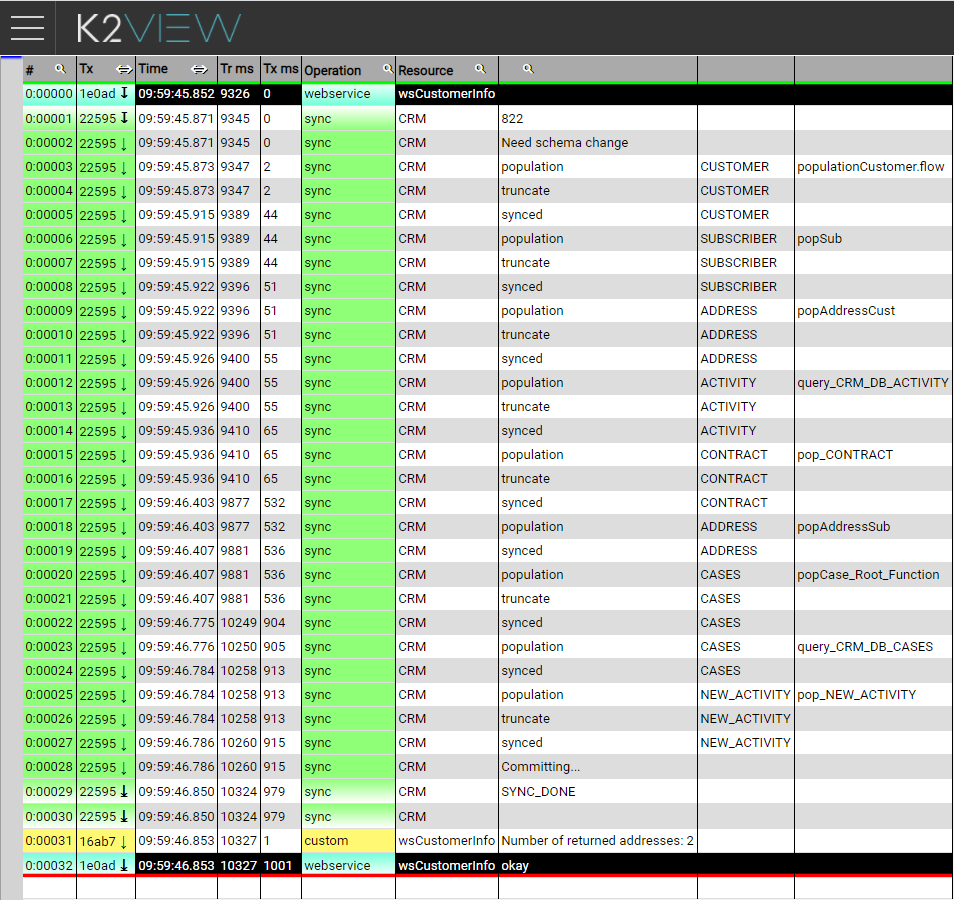 K2VIEW
# Tx Time Tr ms Tx ms Operation Resource
0:00000 1e0ad ↧ 09:59:45.852 9326 0 webservice wsCustomerInfo
0:00001 22595 ↧ 09:59:45.871 9345 0 sync CRM 822
0:00002 22595 ↓ 09:59:45.871 9345 0 sync CRM Need schema change
0:00003 22595 ↓ 09:59:45.873 9347 2 sync CRM population CUSTOMER populationCustomer.flow
0:00004 22595 ↓ 09:59:45.873 9347 2 sync CRM truncate CUSTOMER
0:00005 22595 ↓ 09:59:45.915 9389 44 sync CRM synced CUSTOMER
0:00006 22595 ↓ 09:59:45.915 9389 44 sync CRM population SUBSCRIBER popSub
0:00007 22595 ↓ 09:59:45.915 9389 44 sync CRM truncate SUBSCRIBER
0:00008 22595 ↓ 09:59:45.922 9396 51 sync CRM synced SUBSCRIBER
0:00009 22595 ↓ 09:59:45.922 9396 51 sync CRM population ADDRESS popAddressCust
0:00010 22595 ↓ 09:59:45.922 9396 51 sync CRM truncate ADDRESS
0:00011 22595 ↓ 09:59:45.926 9400 55 sync CRM synced ADDRESS
0:00012 22595 ↓ 09:59:45.926 9400 55 sync CRM population ACTIVITY query_CRM_DB_ACTIVITY
0:00013 22595 ↓ 09:59:45.926 9400 55 sync CRM truncate ACTIVITY
0:00014 22595 ↓ 09:59:45.936 9410 65 sync CRM synced ACTIVITY
0:00015 22595 ↓ 09:59:45.936 9410 65 sync CRM population CONTRACT pop_CONTRACT
0:00016 22595 ↓ 09:59:45.936 9410 65 sync CRM truncate CONTRACT
0:00017 22595 ↓ 09:59:46.403 9877 532 sync CRM synced CONTRACT
0:00018 22595 ↓ 09:59:46.403 9877 532 sync CRM population ADDRESS popAddressSub
0:00019 22595 ↓ 09:59:46.407 9881 536 sync CRM synced ADDRESS
0:00020 22595 ↓ 09:59:46.407 9881 536 sync CRM population CASES popCase_Root_Function
0:00021 22595 ↓ 09:59:46.407 9881 536 sync CRM truncate CASES
0:00022 22595 ↓ 09:59:46.775 10249 904 sync CRM synced CASES
0:00023 22595 ↓ 09:59:46.776 10250 905 sync CRM population CASES query_CRM_DB_CASES
0:00024 22595 ↓ 09:59:46.784 10258 913 sync CRM synced CASES
0:00025 22595 ↓ 09:59:46.784 10258 913 sync CRM population NEW_ACTIVITY pop_NEW_ACTIVITY
0:00026 22595 ↓ 09:59:46.784 10258 913 sync CRM truncate NEW_ACTIVITY
0:00027 22595 ↓ 09:59:46.786 10260 915 sync CRM synced NEW_ACTIVITY
0:00028 22595 ↓ 09:59:46.786 10260 915 sync CRM Committing...
0:00029 22595 ↓ 09:59:46.850 10324 979 sync CRM SYNC_DONE
0:00030 22595 ↓ 09:59:46.850 10324 979 sync CRM
0:00031 16ab7 ↓ 09:59:46.853 10327 1 custom wsCustomerInfo Number of returned addresses: 2
0:00032 1e0ad ↓ 09:59:46.853 10327 1001 webservice wsCustomerInfo okay